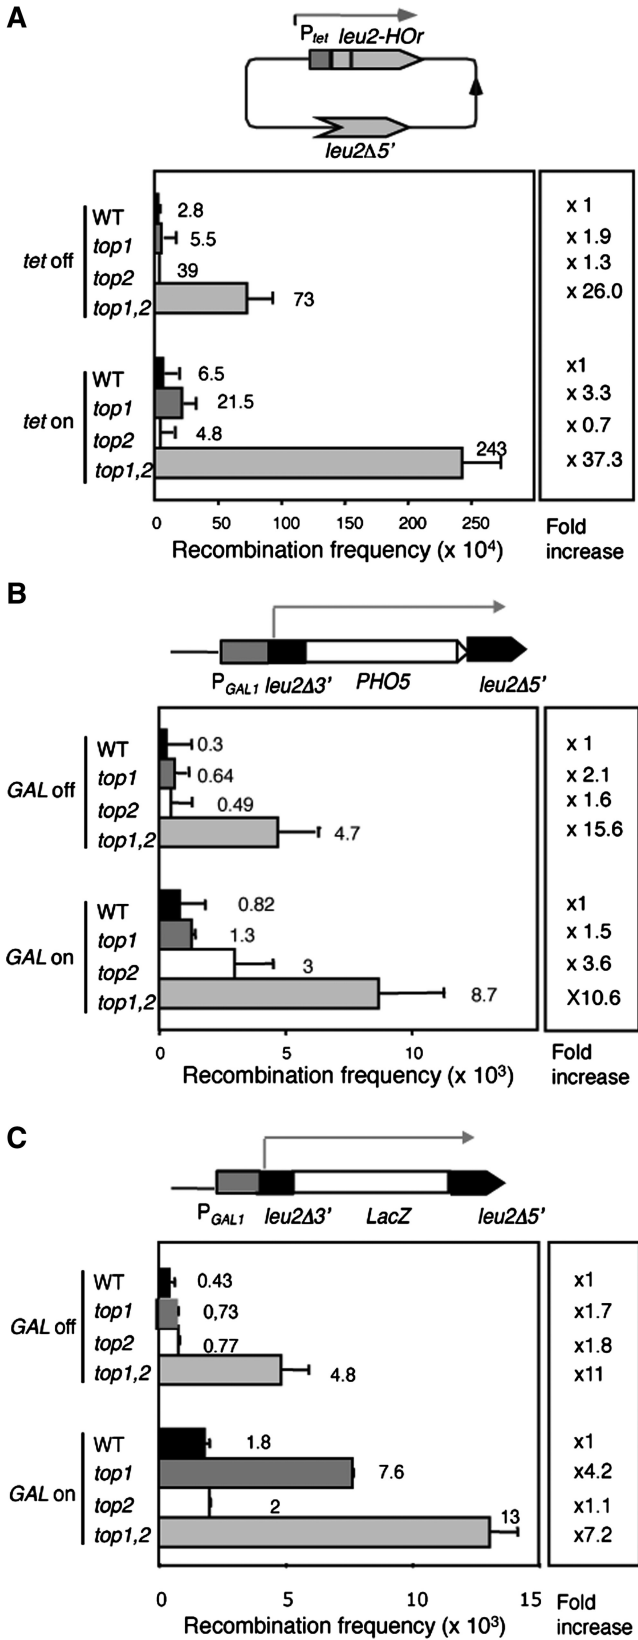 A
P tet leu2-HOr
leu2Δ5'
tet off
WT 2.8 x 1
top1 5.5 x 1.9
top2 39 x 1.3
top1,2 73 x 26.0
tet on
WT 6.5 x1
top1 21.5 x 3.3
top2 4.8 x 0.7
top1,2 243 x 37.3
0 50 100 150 200 250
Recombination frequency (x 10⁴)
Fold increase
B
P GAL1 leu2Δ3' PHO5 leu2Δ5'
GAL off
WT 0.3 x 1
top1 0.64 x 2.1
top2 0.49 x 1.6
top1,2 4.7 x 15.6
GAL on
WT 0.82 x1
top1 1.3 x 1.5
top2 3 x 3.6
top1,2 8.7 X10.6
0 5 10
Recombination frequency (x 10³)
Fold increase
C
P GAL1 leu2Δ3' LacZ leu2Δ5'
GAL off
WT 0.43 x1
top1 0,73 x1.7
top2 0.77 x1.8
top1,2 4.8 x11
GAL on
WT 1.8 x1
top1 7.6 x4.2
top2 2 x1.1
top1,2 13 x7.2
0 5 10 15
Recombination frequency (x 10³)
Fold increase